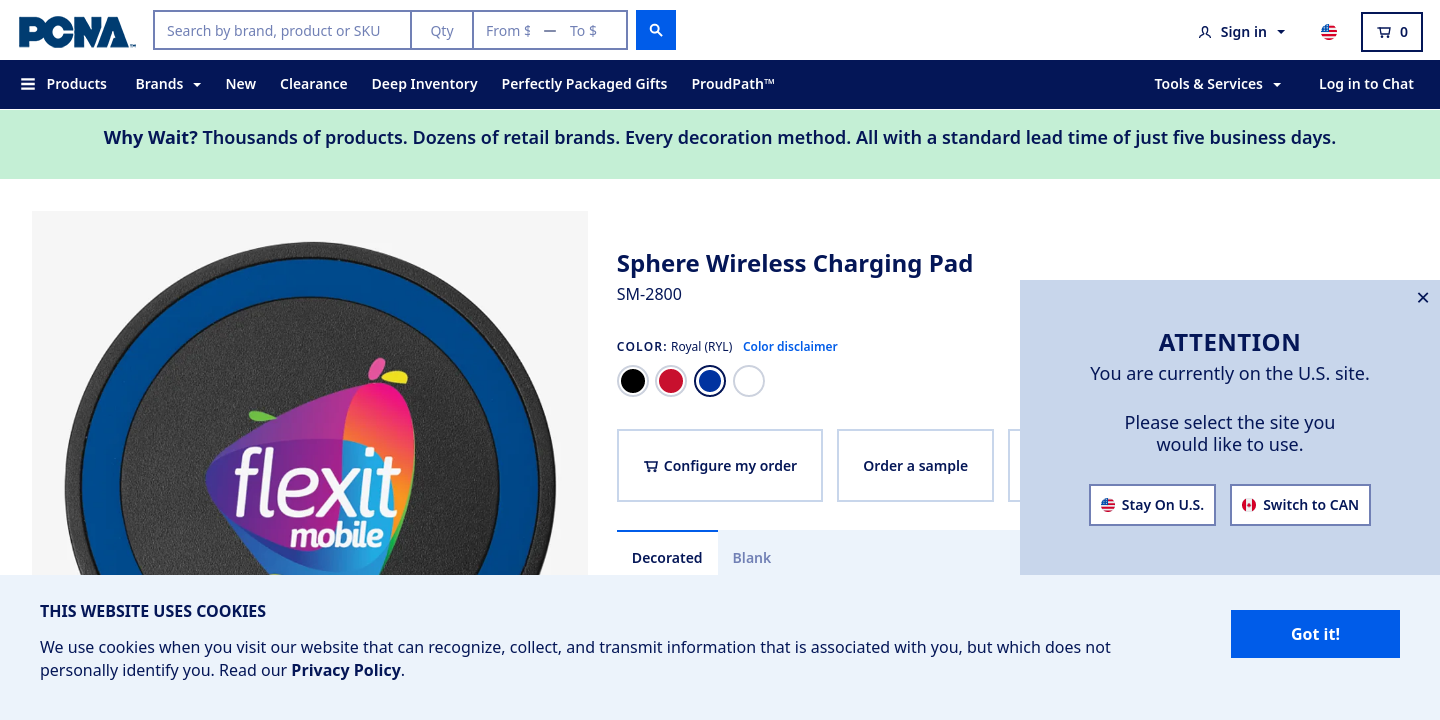 PCNA™
Search by brand, product or SKU
Qty
From $ — To $
Sign in
0
Products
Brands
New
Clearance
Deep Inventory
Perfectly Packaged Gifts
ProudPath™
Tools & Services
Log in to Chat
Why Wait? Thousands of products. Dozens of retail brands. Every decoration method. All with a standard lead time of just five business days.
flexit
mobile
Sphere Wireless Charging Pad
SM-2800
COLOR: Royal (RYL) Color disclaimer
Configure my order
Order a sample
Decorated
Blank
ATTENTION
You are currently on the U.S. site.
Please select the site you
would like to use.
Stay On U.S.
Switch to CAN
THIS WEBSITE USES COOKIES
We use cookies when you visit our website that can recognize, collect, and transmit information that is associated with you, but which does not
personally identify you. Read our Privacy Policy.
Got it!